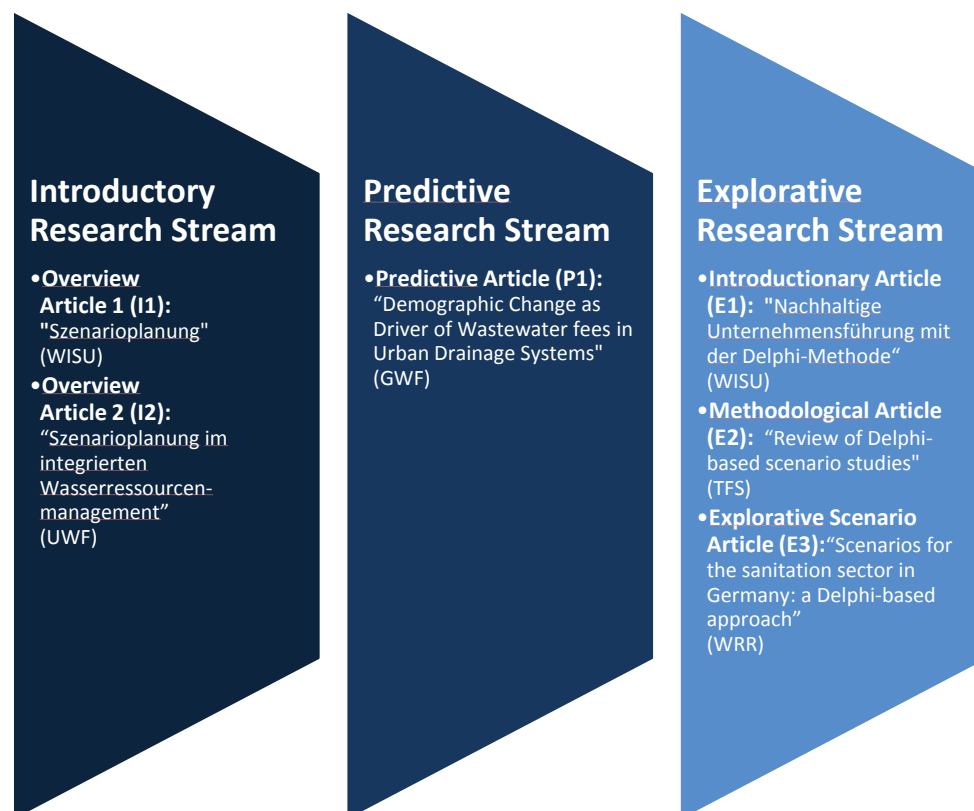 Introductory
Research Stream
•Overview
Article 1 (I1):
"Szenarioplanung"
(WISU)
•Overview
Article 2 (I2):
“Szenarioplanung im
integrierten
Wasserressourcen-
management”
(UWF)
Predictive
Research Stream
•Predictive Article (P1):
“Demographic Change as
Driver of Wastewater fees in
Urban Drainage Systems"
(GWF)
Explorative
Research Stream
•Introductionary Article
(E1): "Nachhaltige
Unternehmensführung mit
der Delphi-Methode“
(WISU)
•Methodological Article
(E2): “Review of Delphi-
based scenario studies"
(TFS)
•Explorative Scenario
Article (E3):“Scenarios for
the sanitation sector in
Germany: a Delphi-based
approach”
(WRR)